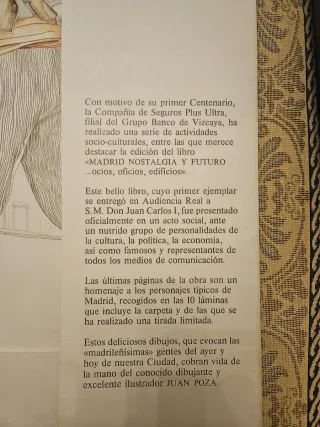 Con motivo de su primer Centenario,
la Compañía de Seguros Plus Ultra,
filial del Grupo Banco de Vizcaya, ha
realizado una serie de actividades
socio-culturales, entre las que merece
destacar la edición del libro
«MADRID NOSTALGIA Y FUTURO
...ocios, oficios, edificios».
Este bello libro, cuyo primer ejemplar
se entregó en Audiencia Real a
S.M. Don Juan Carlos I, fue presentado
oficialmente en un acto social, ante
un nutrido grupo de personalidades de
la cultura, la política, la economía,
así como famosos y representantes de
todos los medios de comunicación.
Las últimas páginas de la obra son un
homenaje a los personajes típicos de
Madrid, recogidos en las 10 láminas
que incluye la carpeta y de las que se
ha realizado una tirada limitada.
Estos deliciosos dibujos, que evocan las
«madrileñísimas» gentes del ayer y
hoy de nuestra Ciudad, cobran vida de
la mano del conocido dibujante y
excelente ilustrador JUAN POZA.